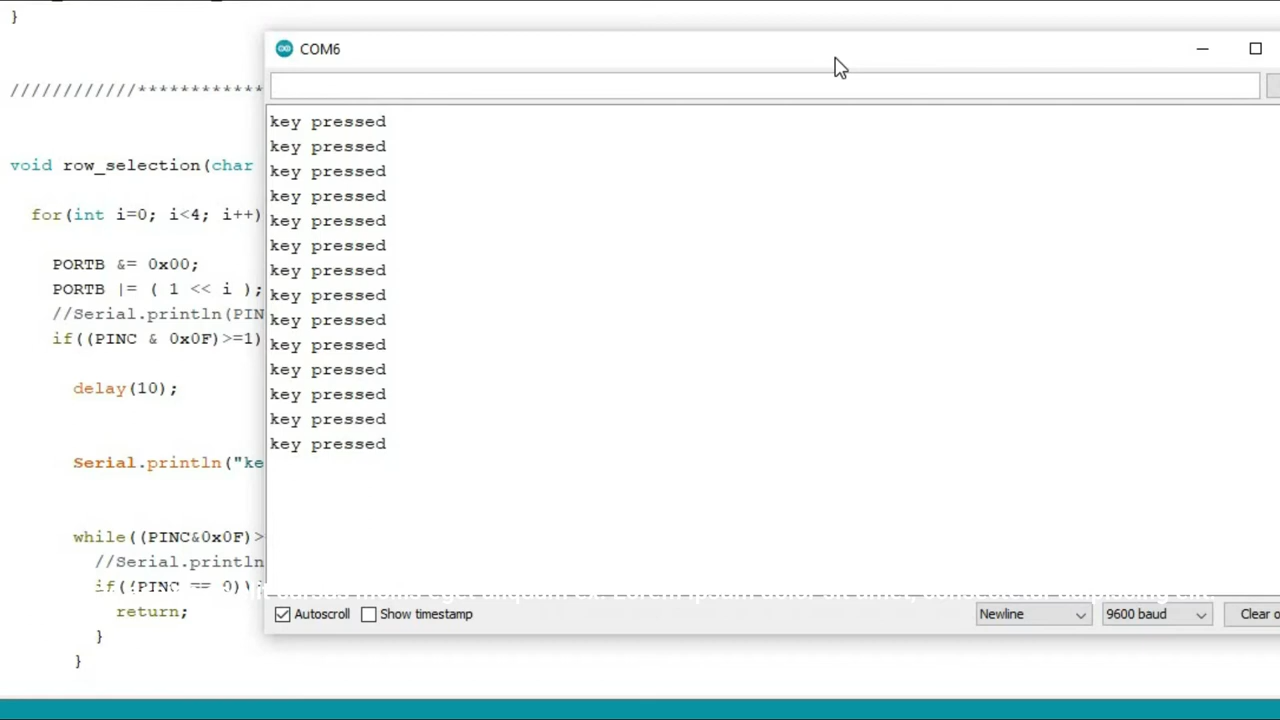 }
////////////************
void row_selection(char
for(int i=0; i<4; i++)
PORTB &= 0x00;
PORTB |= ( 1 << i );
//Serial.println(PIN
if((PINC & 0x0F)>=1)
delay(10);
Serial.println("ke
while((PINC&0x0F)>
//Serial.println
if((PINC == 0))
return;
}
}
COM6
key pressed
key pressed
key pressed
key pressed
key pressed
key pressed
key pressed
key pressed
key pressed
key pressed
key pressed
key pressed
key pressed
key pressed
Autoscroll
Show timestamp
Newline
9600 baud
Clear o